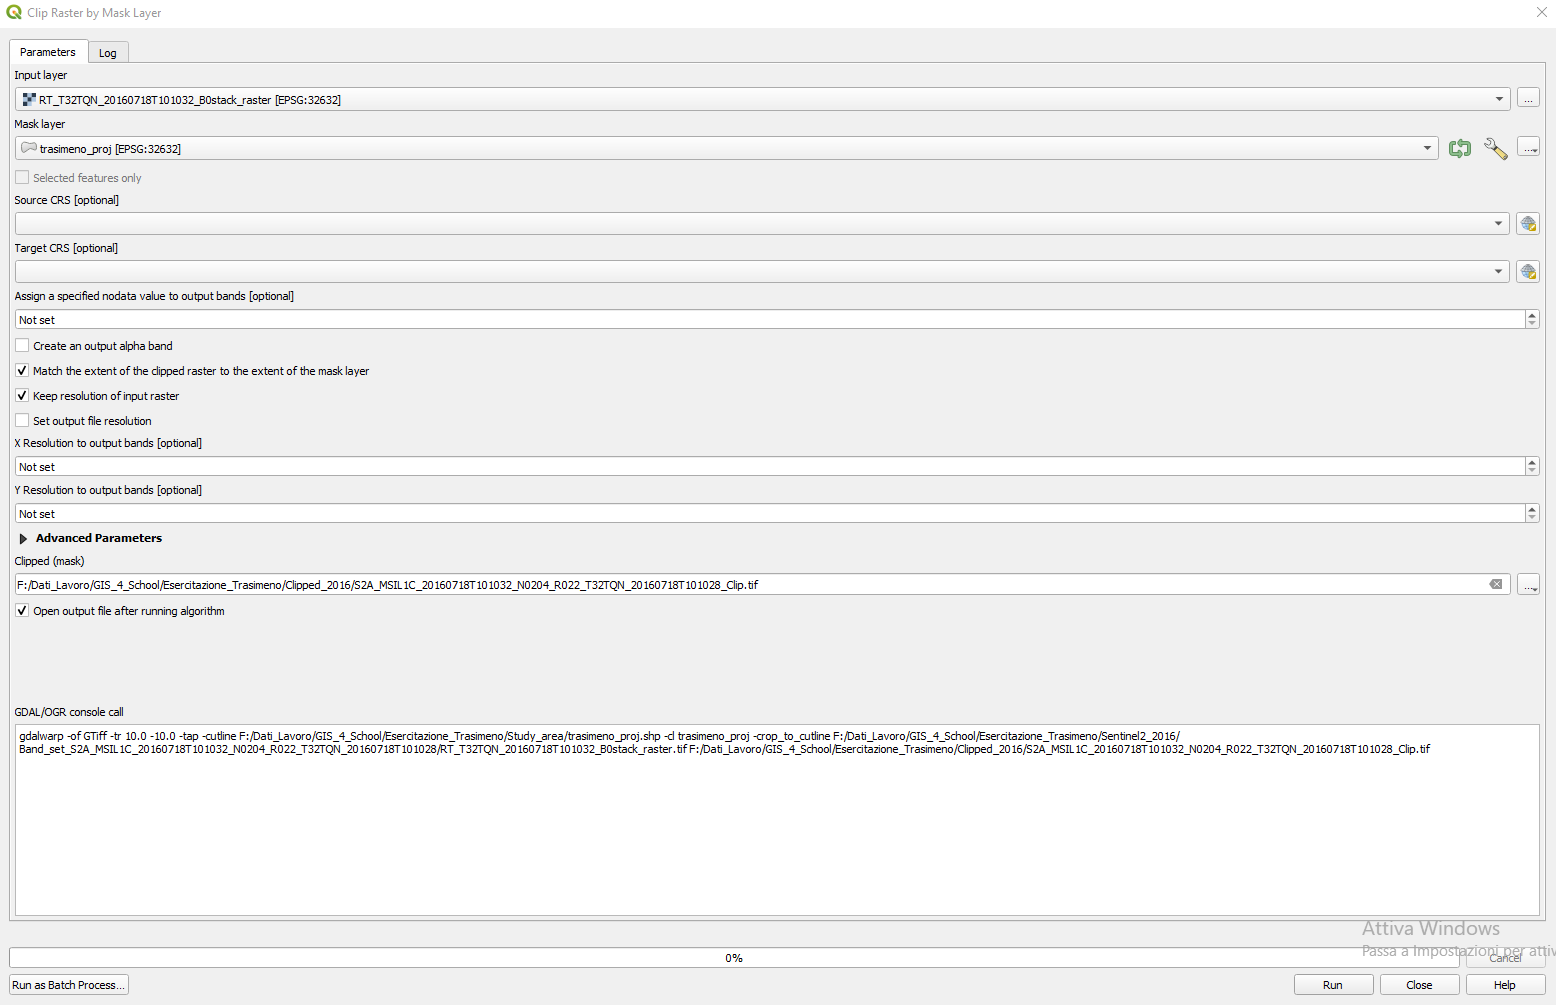 Clip Raster by Mask Layer
Parameters
Log
Input layer
RT_T32TQN_20160718T101032_B0stack_raster [EPSG:32632]
...
Mask layer
trasimeno_proj [EPSG:32632]
...
Selected features only
Source CRS [optional]
Target CRS [optional]
Assign a specified nodata value to output bands [optional]
Not set
Create an output alpha band
Match the extent of the clipped raster to the extent of the mask layer
Keep resolution of input raster
Set output file resolution
X Resolution to output bands [optional]
Not set
Y Resolution to output bands [optional]
Not set
Advanced Parameters
Clipped (mask)
F:/Dati_Lavoro/GIS_4_School/Esercitazione_Trasimeno/Clipped_2016/S2A_MSIL1C_20160718T101032_N0204_R022_T32TQN_20160718T101028_Clip.tif
...
Open output file after running algorithm
GDAL/OGR console call
gdalwarp -of GTiff -tr 10.0 -10.0 -tap -cutline F:/Dati_Lavoro/GIS_4_School/Esercitazione_Trasimeno/Study_area/trasimeno_proj.shp -cl trasimeno_proj -crop_to_cutline F:/Dati_Lavoro/GIS_4_School/Esercitazione_Trasimeno/Sentinel2_2016/
Band_set_S2A_MSIL1C_20160718T101032_N0204_R022_T32TQN_20160718T101028/RT_T32TQN_20160718T101032_B0stack_raster.tif F:/Dati_Lavoro/GIS_4_School/Esercitazione_Trasimeno/Clipped_2016/S2A_MSIL1C_20160718T101032_N0204_R022_T32TQN_20160718T101028_Clip.tif
Attiva Windows
Passa a Impostazioni per attiv
0%
Cancel
Run as Batch Process...
Run
Close
Help